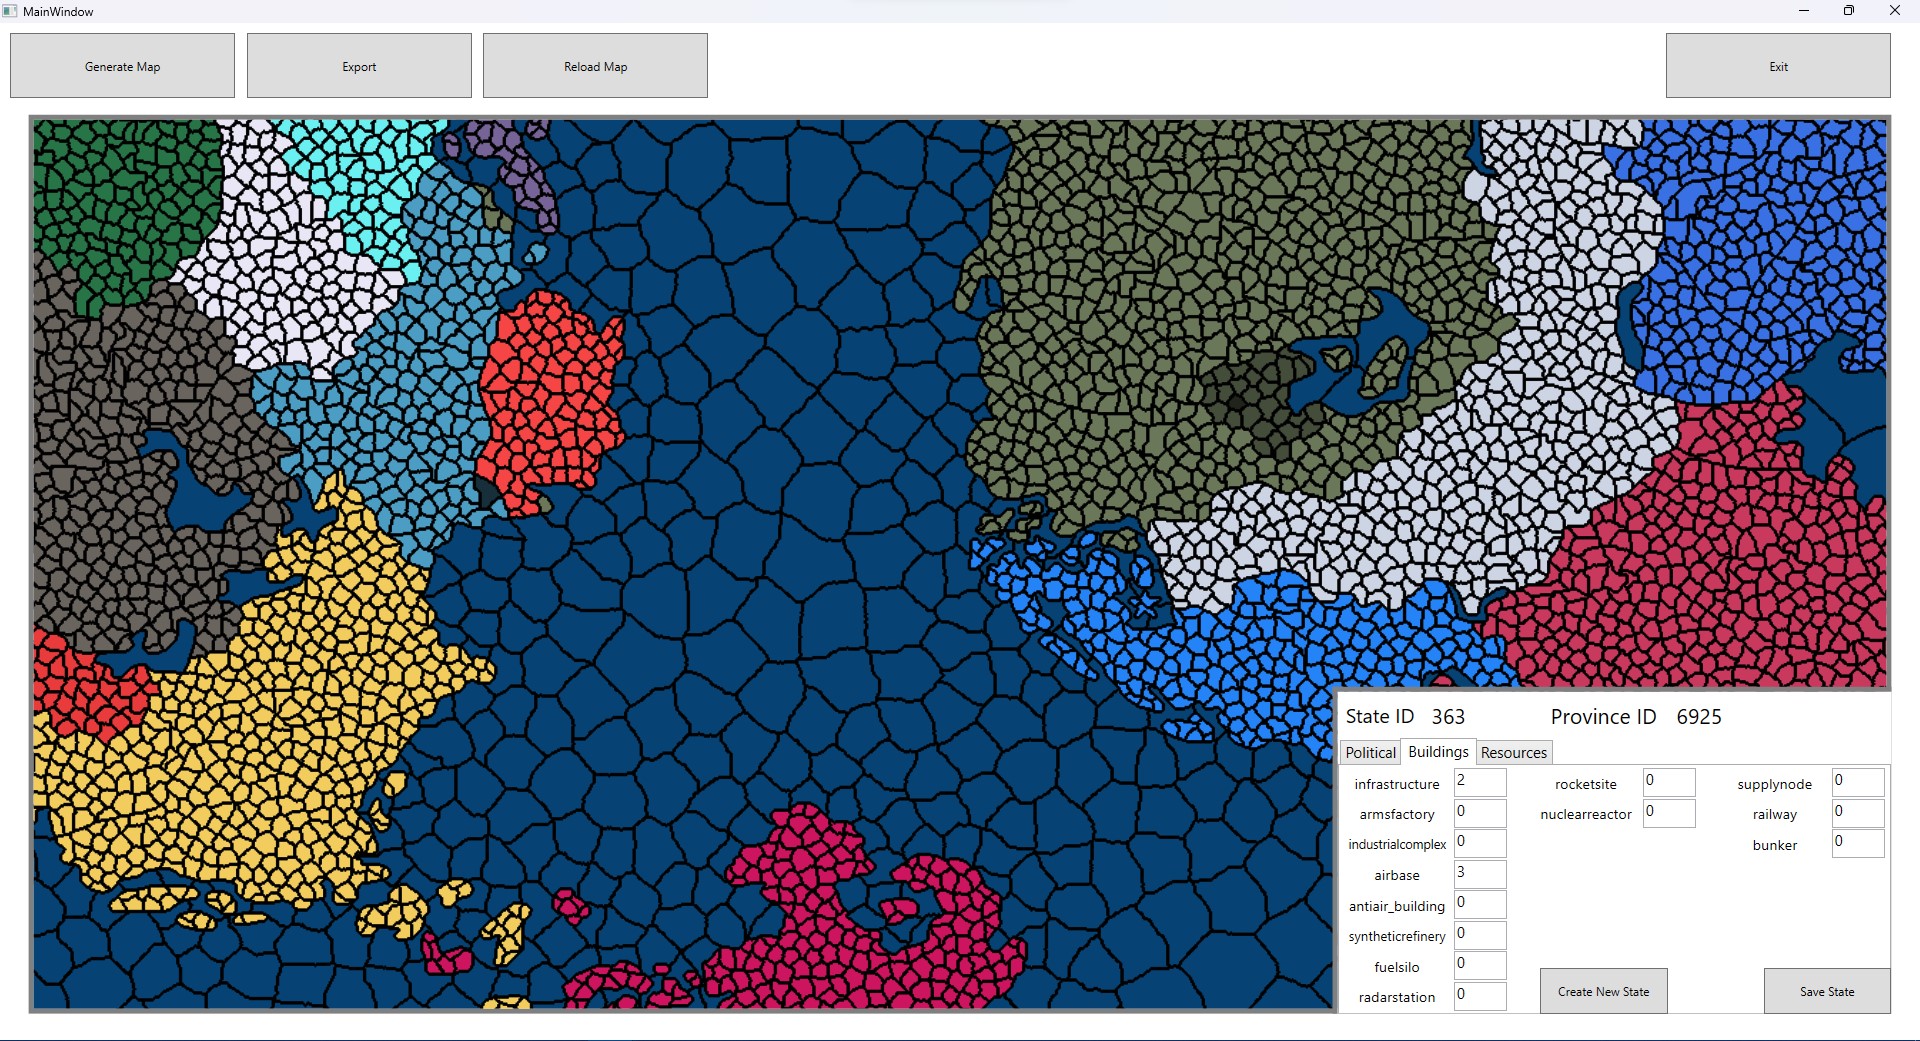 MainWindow
Generate Map
Export
Reload Map
Exit
State ID 363 Province ID 6925
Political Buildings Resources
infrastructure 2 rocketsite 0 supplynode 0
armsfactory 0 nuclearreactor 0 railway 0
industrialcomplex 0 bunker 0
airbase 3
antiair_building 0
syntheticrefinery 0
fuelsilo 0
radarstation 0
Create New State Save State